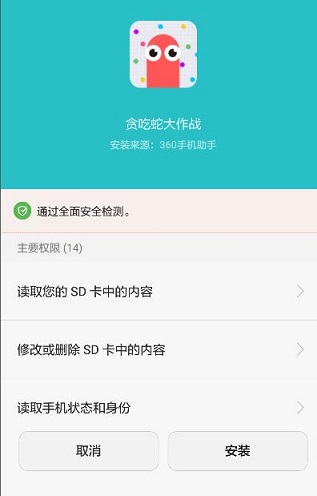 贪吃蛇大作战
安装来源：360手机助手
通过全面安全检测。
主要权限 (14)
读取您的 SD 卡中的内容
修改或删除 SD 卡中的内容
读取手机状态和身份
取消
安装